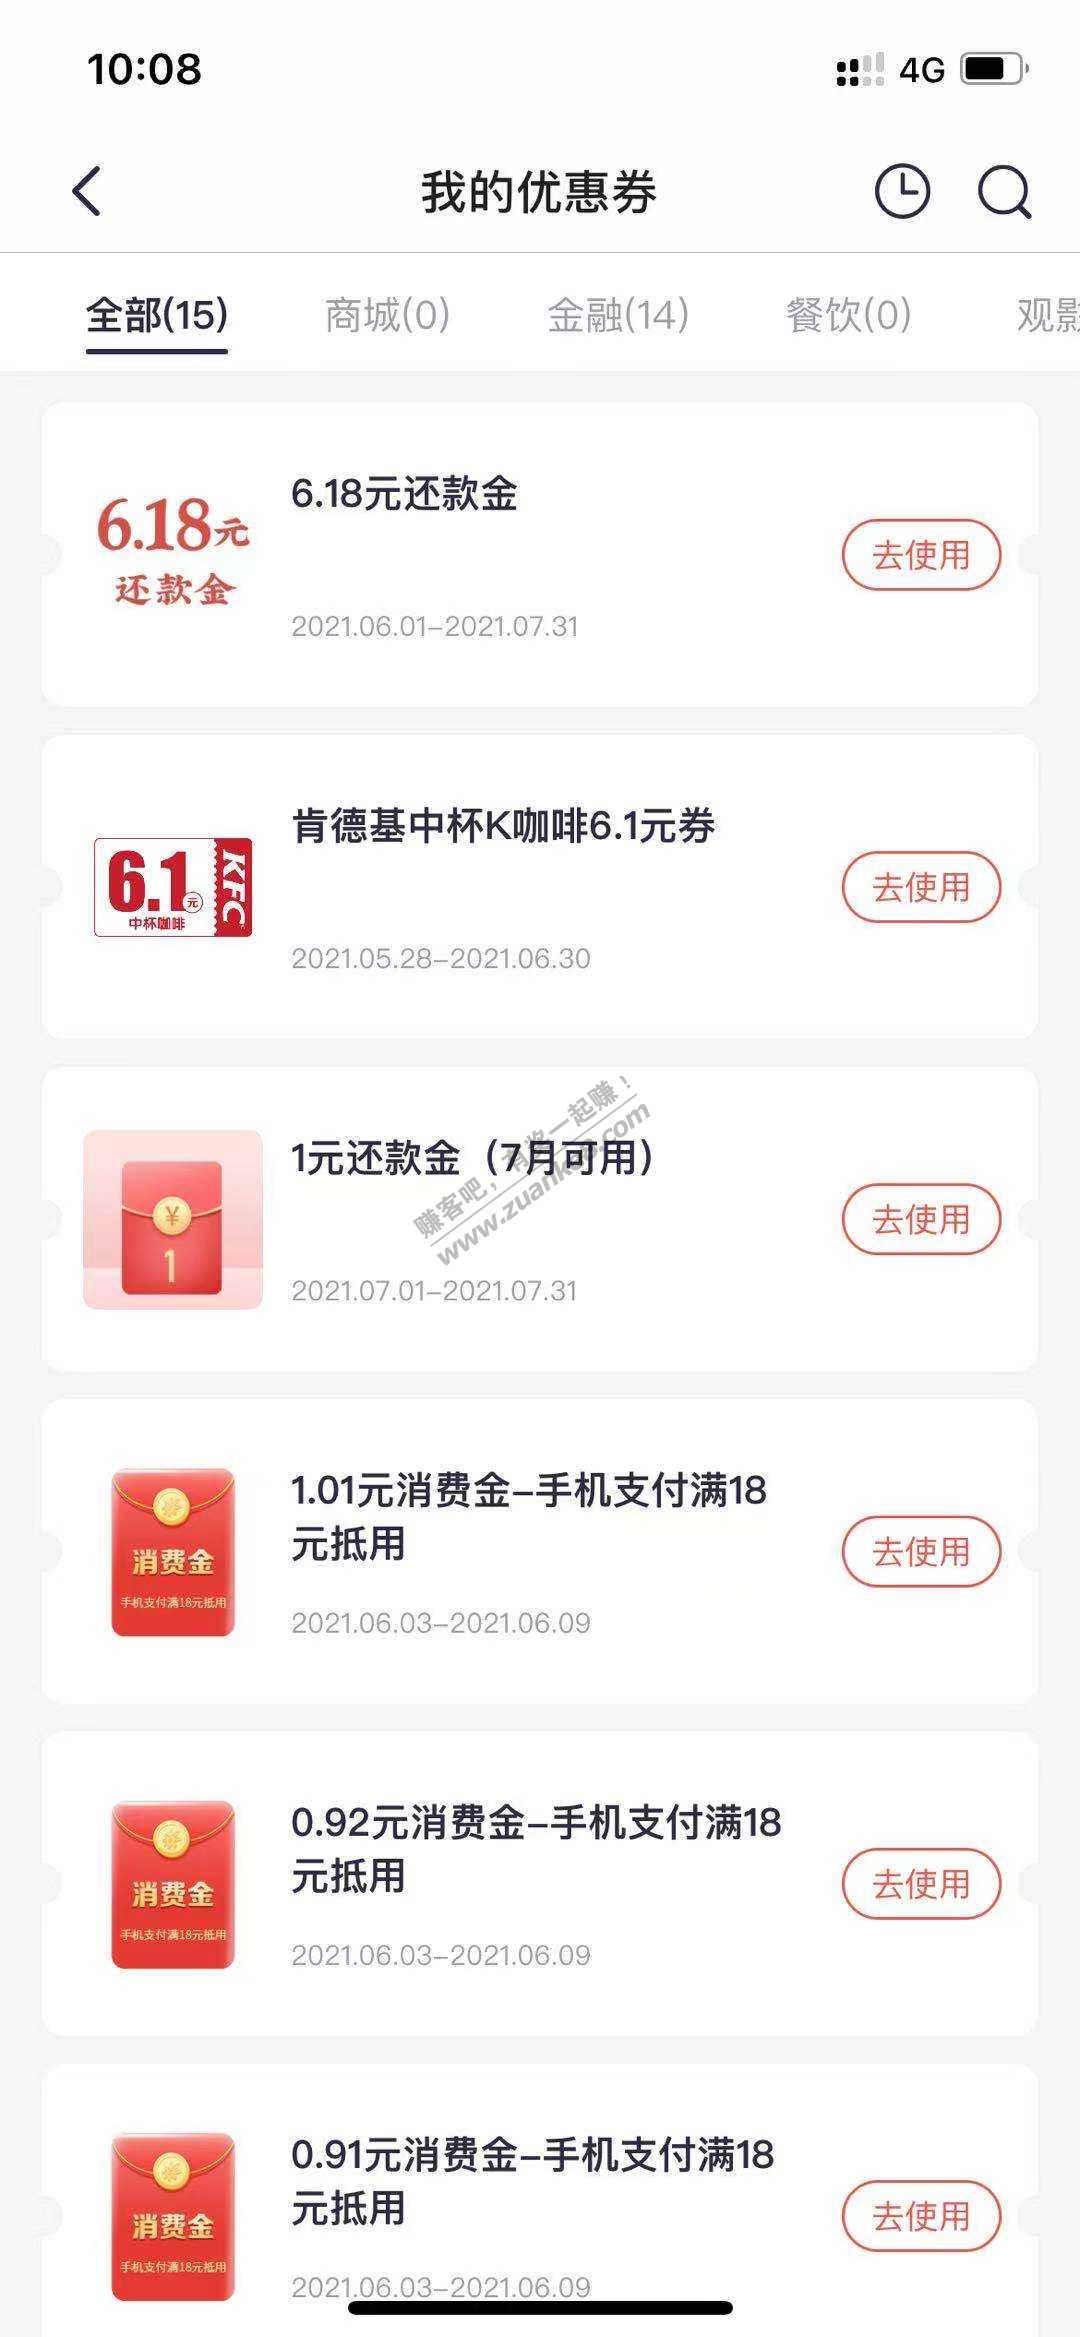 10:08
4G
我的优惠券
全部(15)
商城(0)
金融(14)
餐饮(0)
观影
6.18元
还款金
6.18元还款金
去使用
2021.06.01-2021.07.31
6.1元
中杯咖啡
KFC
肯德基中杯K咖啡6.1元券
去使用
2021.05.28-2021.06.30
¥
1
1元还款金（7月可用）
去使用
2021.07.01-2021.07.31
赚客吧，有奖一起赚！
www.zuanke8.com
消费金
手机支付满18元抵用
1.01元消费金-手机支付满18
元抵用
去使用
2021.06.03-2021.06.09
消费金
手机支付满18元抵用
0.92元消费金-手机支付满18
元抵用
去使用
2021.06.03-2021.06.09
消费金
手机支付满18元抵用
0.91元消费金-手机支付满18
元抵用
去使用
2021.06.03-2021.06.09